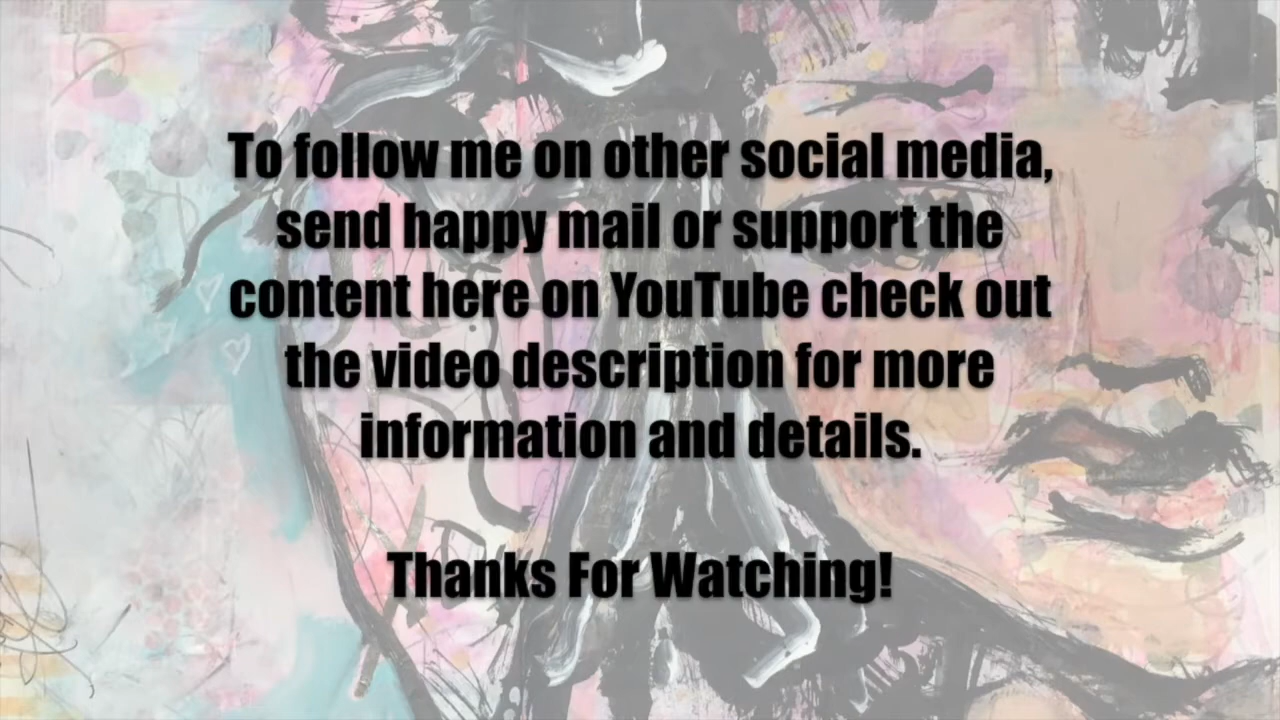 To follow me on other social media,
send happy mail or support the
content here on YouTube check out
the video description for more
information and details.
Thanks For Watching!